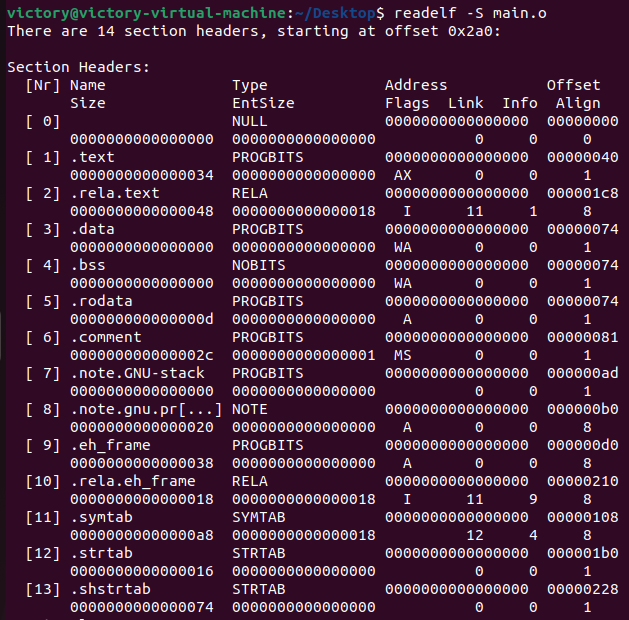 victory@victory-virtual-machine:~/Desktop$ readelf -S main.o
There are 14 section headers, starting at offset 0x2a0:

Section Headers:
  [Nr] Name              Type             Address           Offset
       Size              EntSize          Flags  Link  Info  Align
  [ 0]                   NULL             0000000000000000  00000000
       0000000000000000  0000000000000000           0     0     0
  [ 1] .text             PROGBITS         0000000000000000  00000040
       0000000000000034  0000000000000000  AX       0     0     1
  [ 2] .rela.text        RELA             0000000000000000  000001c8
       0000000000000048  0000000000000018   I      11     1     8
  [ 3] .data             PROGBITS         0000000000000000  00000074
       0000000000000000  0000000000000000  WA       0     0     1
  [ 4] .bss              NOBITS           0000000000000000  00000074
       0000000000000000  0000000000000000  WA       0     0     1
  [ 5] .rodata           PROGBITS         0000000000000000  00000074
       000000000000000d  0000000000000000   A       0     0     1
  [ 6] .comment          PROGBITS         0000000000000000  00000081
       000000000000002c  0000000000000001  MS       0     0     1
  [ 7] .note.GNU-stack   PROGBITS         0000000000000000  000000ad
       0000000000000000  0000000000000000           0     0     1
  [ 8] .note.gnu.pr[...] NOTE             0000000000000000  000000b0
       0000000000000020  0000000000000000   A       0     0     8
  [ 9] .eh_frame         PROGBITS         0000000000000000  000000d0
       0000000000000038  0000000000000000   A       0     0     8
  [10] .rela.eh_frame    RELA             0000000000000000  00000210
       0000000000000018  0000000000000018   I      11     9     8
  [11] .symtab           SYMTAB           0000000000000000  00000108
       00000000000000a8  0000000000000018          12     4     8
  [12] .strtab           STRTAB           0000000000000000  000001b0
       0000000000000016  0000000000000000           0     0     1
  [13] .shstrtab         STRTAB           0000000000000000  00000228
       0000000000000074  0000000000000000           0     0     1